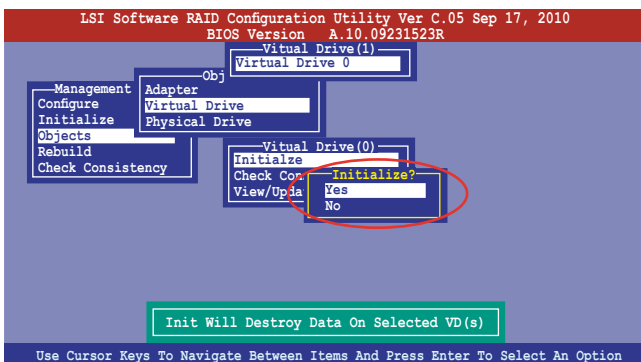 LSI Software RAID Configuration Utility Ver C.05 Sep 17, 2010
BIOS Version A.10.09231523R
Vitual Drive(1)
Virtual Drive 0
Obj
Adapter
Virtual Drive
Physical Drive
Management
Configure
Initialize
Objects
Rebuild
Check Consistency
Vitual Drive(0)
Initialze
Check Con
View/Upda
Initialize?
Yes
No
Init Will Destroy Data On Selected VD(s)
Use Cursor Keys To Navigate Between Items And Press Enter To Select An Option